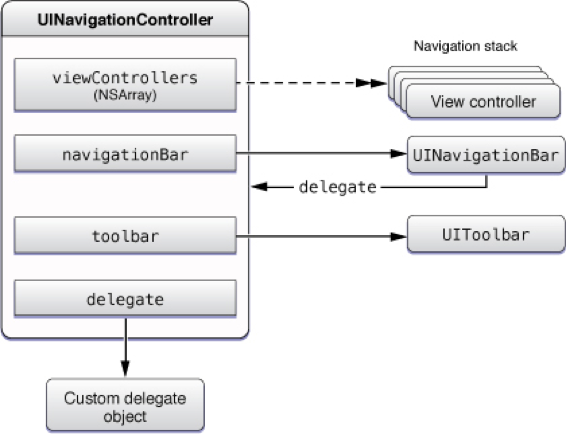 UINavigationController
Navigation stack
viewControllers
(NSArray)
View controller
navigationBar
UINavigationBar
delegate
toolbar
UIToolbar
delegate
Custom delegate
object